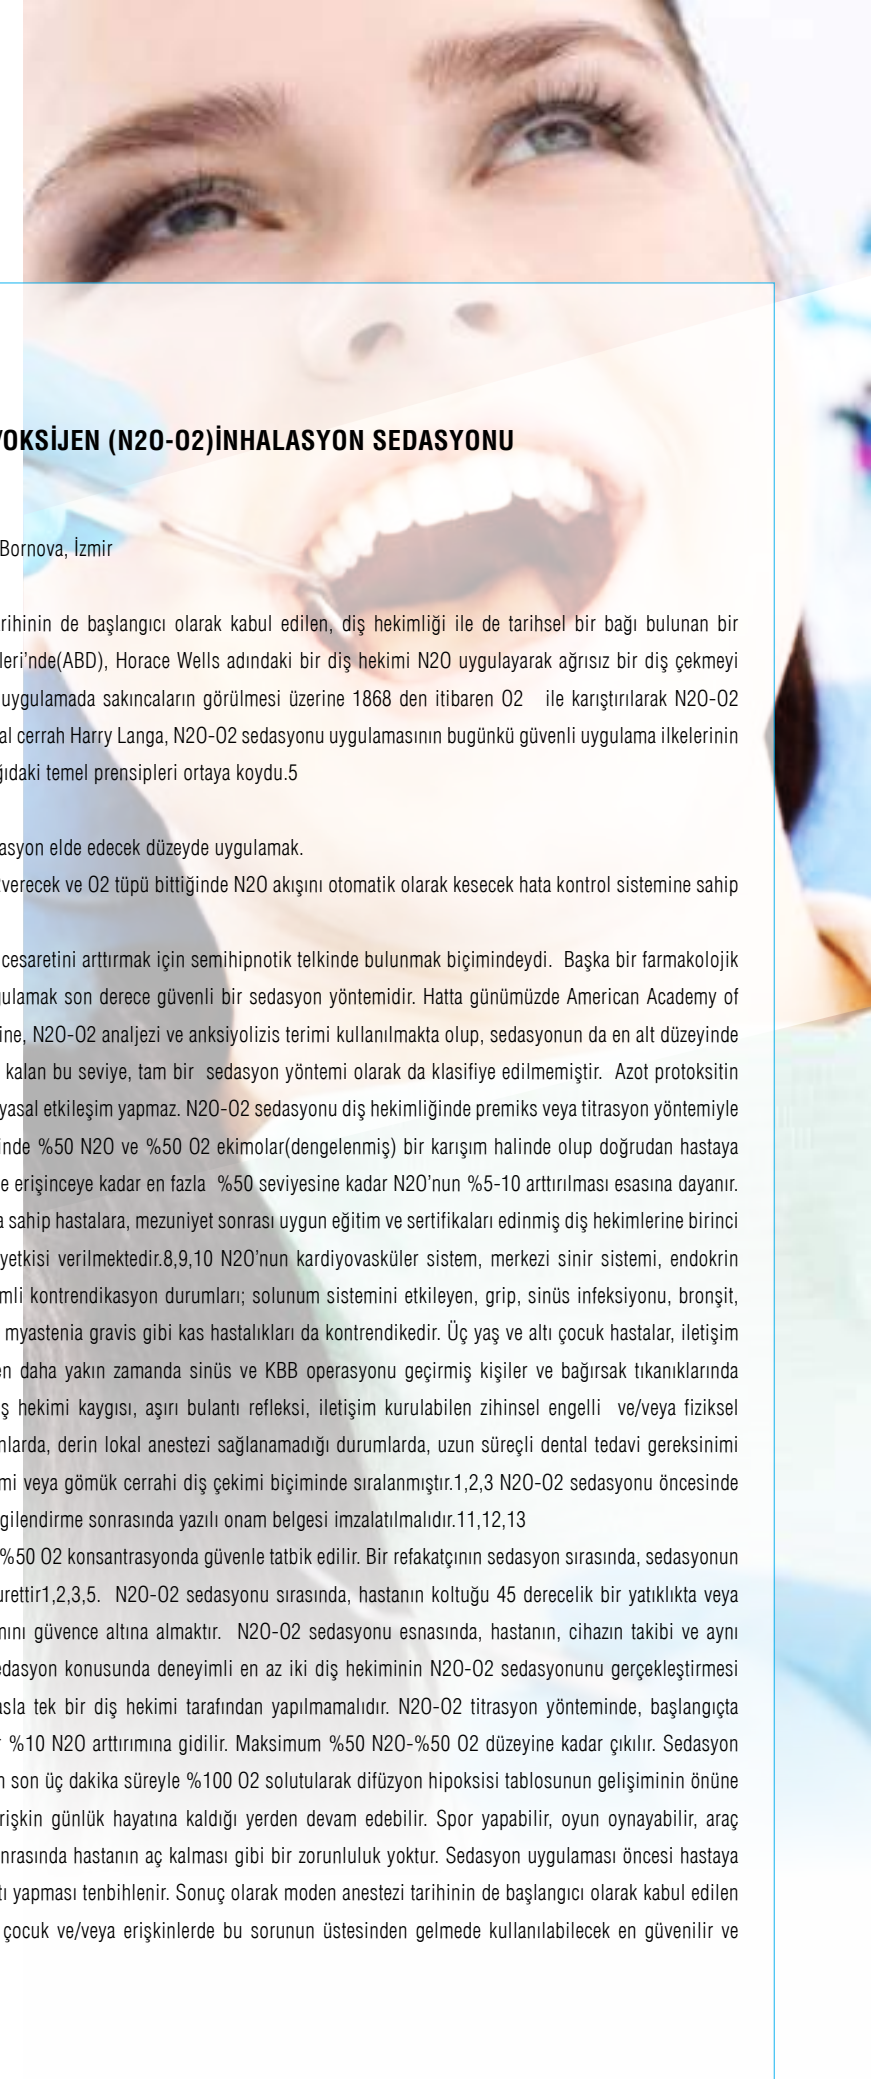 OKSİJEN (N2O-O2)İNHALASYON SEDASYONU
Bornova, İzmir
rihinin de başlangıcı olarak kabul edilen, diş hekimliği ile de tarihsel bir bağı bulunan bir
leri’nde(ABD), Horace Wells adındaki bir diş hekimi N2O uygulayarak ağrısız bir diş çekmeyi
uygulamada sakıncaların görülmesi üzerine 1868 den itibaren O2 ile karıştırılarak N2O-O2
al cerrah Harry Langa, N2O-O2 sedasyonu uygulamasının bugünkü güvenli uygulama ilkelerinin
ğıdaki temel prensipleri ortaya koydu.5
asyon elde edecek düzeyde uygulamak.
verecek ve O2 tüpü bittiğinde N2O akışını otomatik olarak kesecek hata kontrol sistemine sahip
cesaretini arttırmak için semihipnotik telkinde bulunmak biçimindeydi. Başka bir farmakolojik
gulamak son derece güvenli bir sedasyon yöntemidir. Hatta günümüzde American Academy of
ine, N2O-O2 analjezi ve anksiyolizis terimi kullanılmakta olup, sedasyonun da en alt düzeyinde
kalan bu seviye, tam bir sedasyon yöntemi olarak da klasifiye edilmemiştir. Azot protoksitin
yasal etkileşim yapmaz. N2O-O2 sedasyonu diş hekimliğinde premiks veya titrasyon yöntemiyle
inde %50 N2O ve %50 O2 ekimolar(dengelenmiş) bir karışım halinde olup doğrudan hastaya
e erişinceye kadar en fazla %50 seviyesine kadar N2O’nun %5-10 arttırılması esasına dayanır.
a sahip hastalara, mezuniyet sonrası uygun eğitim ve sertifikaları edinmiş diş hekimlerine birinci
yetkisi verilmektedir.8,9,10 N2O’nun kardiyovasküler sistem, merkezi sinir sistemi, endokrin
mli kontrendikasyon durumları; solunum sistemini etkileyen, grip, sinüs infeksiyonu, bronşit,
myastenia gravis gibi kas hastalıkları da kontrendikedir. Üç yaş ve altı çocuk hastalar, iletişim
en daha yakın zamanda sinüs ve KBB operasyonu geçirmiş kişiler ve bağırsak tıkanıklarında
ş hekimi kaygısı, aşırı bulantı refleksi, iletişim kurulabilen zihinsel engelli ve/veya fiziksel
nlarda, derin lokal anestezi sağlanamadığı durumlarda, uzun süreçli dental tedavi gereksinimi
mi veya gömük cerrahi diş çekimi biçiminde sıralanmıştır.1,2,3 N2O-O2 sedasyonu öncesinde
gilendirme sonrasında yazılı onam belgesi imzalatılmalıdır.11,12,13
%50 O2 konsantrasyonda güvenle tatbik edilir. Bir refakatçının sedasyon sırasında, sedasyonun
urettir1,2,3,5. N2O-O2 sedasyonu sırasında, hastanın koltuğu 45 derecelik bir yatıklıkta veya
mını güvence altına almaktır. N2O-O2 sedasyonu esnasında, hastanın, cihazın takibi ve aynı
edasyon konusunda deneyimli en az iki diş hekiminin N2O-O2 sedasyonunu gerçekleştirmesi
asla tek bir diş hekimi tarafından yapılmamalıdır. N2O-O2 titrasyon yönteminde, başlangıçta
%10 N2O arttırımına gidilir. Maksimum %50 N2O-%50 O2 düzeyine kadar çıkılır. Sedasyon
n son üç dakika süreyle %100 O2 solutularak difüzyon hipoksisi tablosunun gelişiminin önüne
rişkin günlük hayatına kaldığı yerden devam edebilir. Spor yapabilir, oyun oynayabilir, araç
nrasında hastanın aç kalması gibi bir zorunluluk yoktur. Sedasyon uygulaması öncesi hastaya
tı yapması tenbihlenir. Sonuç olarak moden anestezi tarihinin de başlangıcı olarak kabul edilen
çocuk ve/veya erişkinlerde bu sorunun üstesinden gelmede kullanılabilecek en güvenilir ve